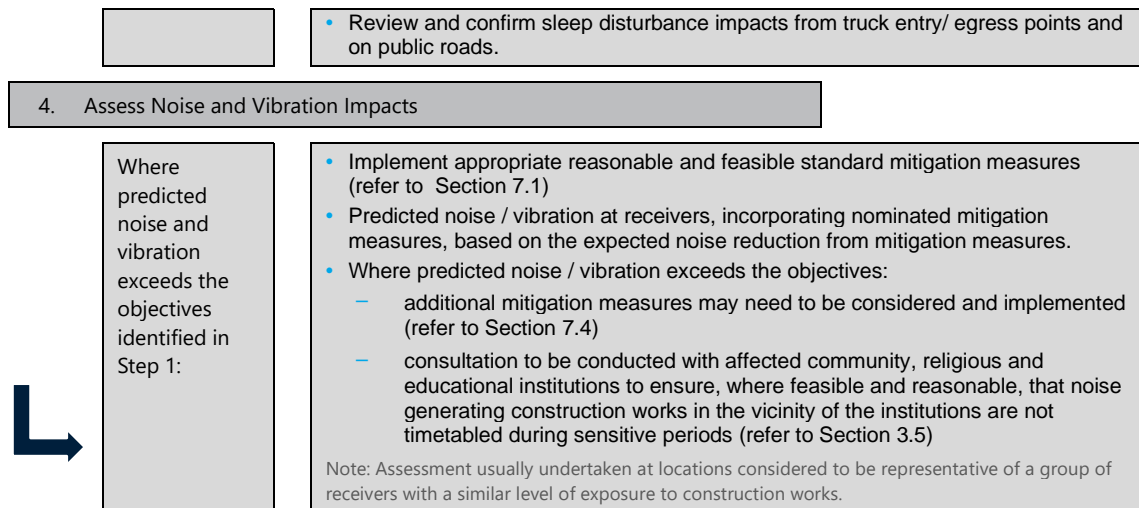 • Review and confirm sleep disturbance impacts from truck entry/ egress points and
on public roads.
4. Assess Noise and Vibration Impacts
Where
predicted
noise and
vibration
exceeds the
objectives
identified in
Step 1:
• Implement appropriate reasonable and feasible standard mitigation measures
(refer to Section 7.1)
• Predicted noise / vibration at receivers, incorporating nominated mitigation
measures, based on the expected noise reduction from mitigation measures.
• Where predicted noise / vibration exceeds the objectives:
– additional mitigation measures may need to be considered and implemented
(refer to Section 7.4)
– consultation to be conducted with affected community, religious and
educational institutions to ensure, where feasible and reasonable, that noise
generating construction works in the vicinity of the institutions are not
timetabled during sensitive periods (refer to Section 3.5)
Note: Assessment usually undertaken at locations considered to be representative of a group of
receivers with a similar level of exposure to construction works.